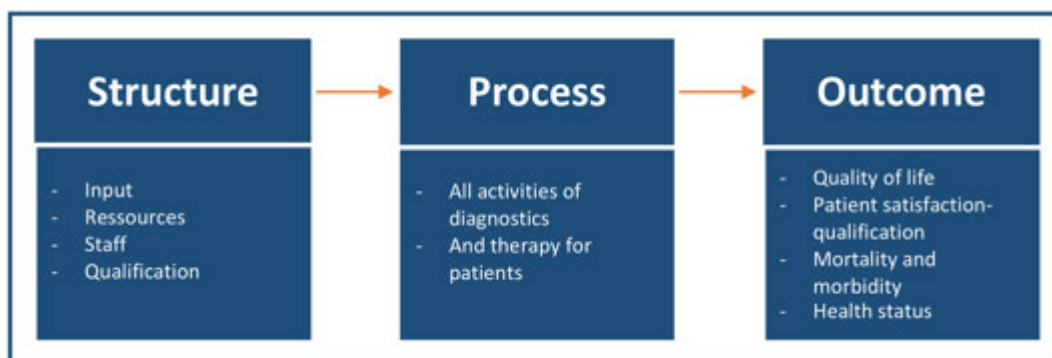 Structure
- Input
- Ressources
- Staff
- Qualification
Process
- All activities of
diagnostics
- And therapy for
patients
Outcome
- Quality of life
- Patient satisfaction-
qualification
- Mortality and
morbidity
- Health status